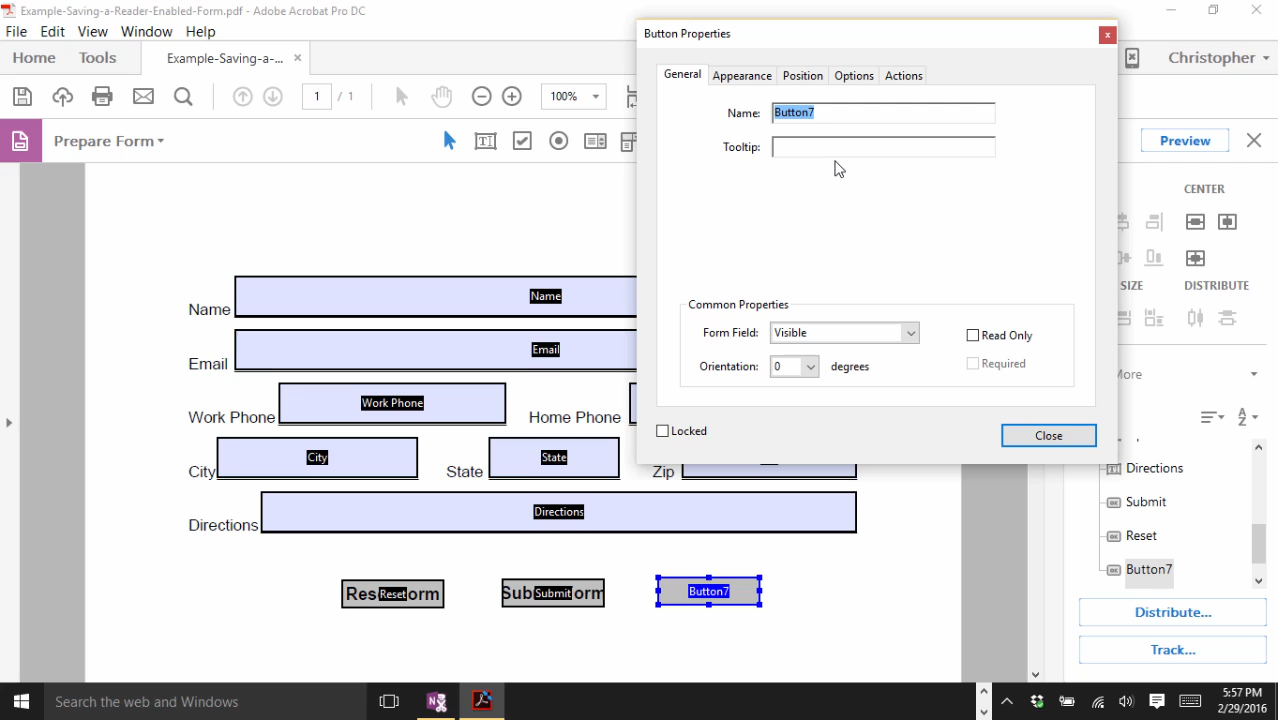 Example-Saving-a-Reader-Enabled-Form.pdf - Adobe Acrobat Pro DC
File Edit View Window Help
Home Tools Example-Saving-a-... Christopher
1 / 1 100%
Prepare Form Preview
Button Properties
General Appearance Position Options Actions
Name: Button7
Tooltip:
Common Properties
Form Field: Visible Read Only
Orientation: 0 degrees Required
Locked Close
CENTER
SIZE DISTRIBUTE
More
Name Name
Email Email
Work Phone Work Phone Home Phone
City City State State Zip
Directions Directions
Reset Submit Button7
Directions
Submit
Reset
Button7
Distribute...
Track...
Search the web and Windows
5:57 PM
2/29/2016